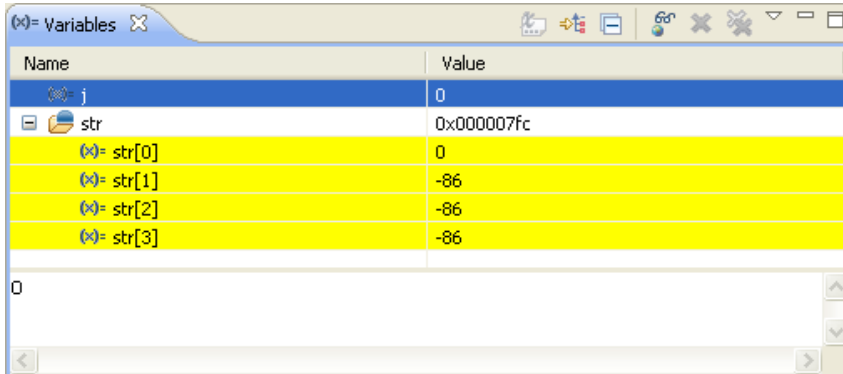 (x)= Variables
Name Value
(x)= j 0
str 0x000007fc
(x)= str[0] 0
(x)= str[1] -86
(x)= str[2] -86
(x)= str[3] -86
0